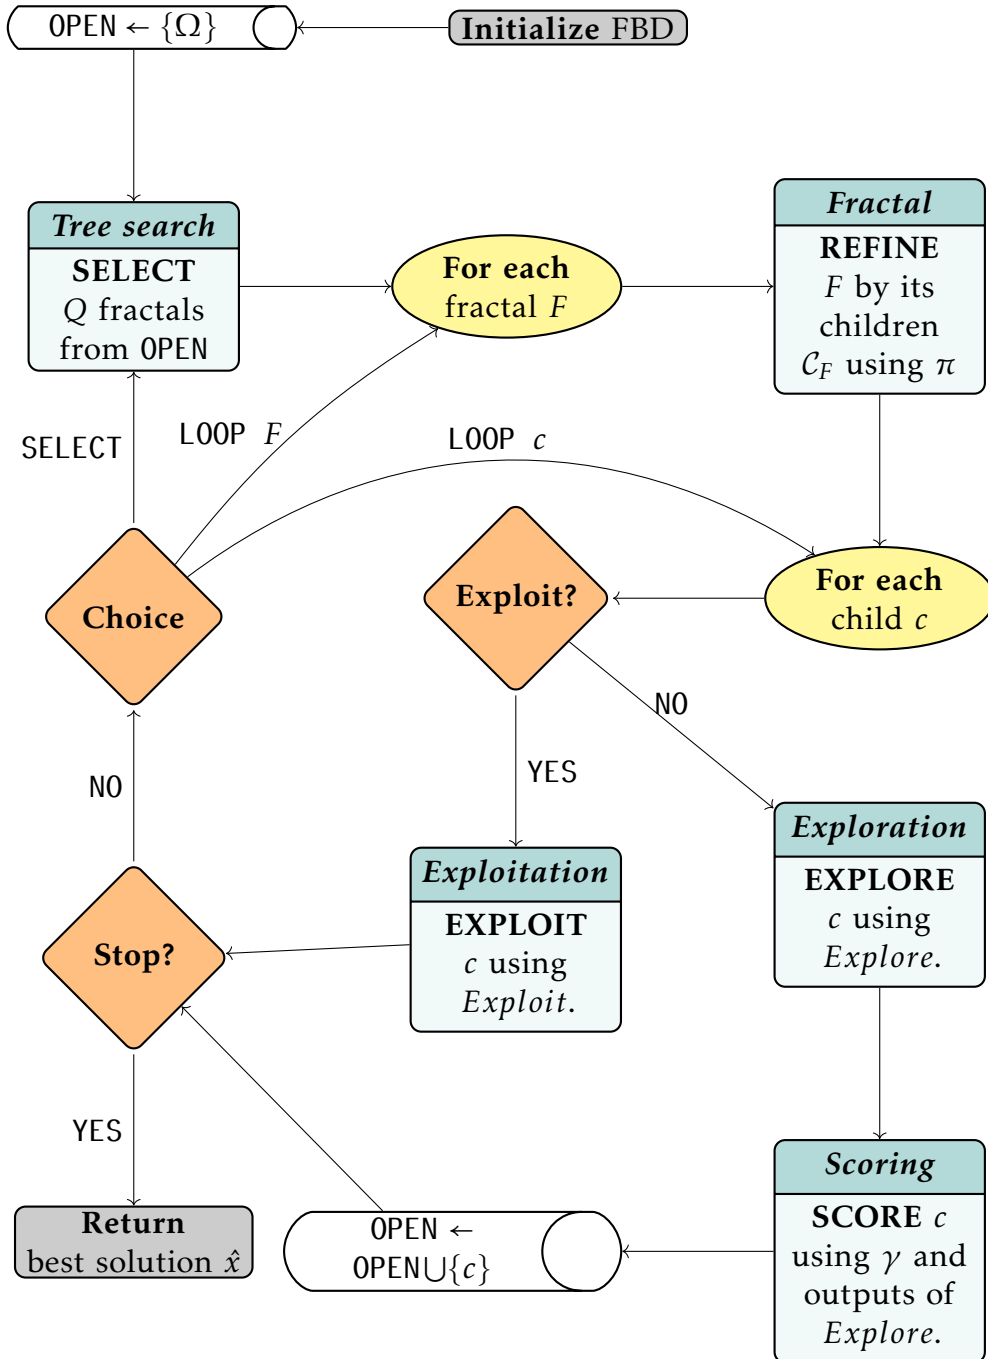 OPEN ← {Ω}
Initialize FBD
Tree search
SELECT
Q fractals
from OPEN
For each
fractal F
Fractal
REFINE
F by its
children
𝒞_F using π
SELECT
LOOP F
LOOP c
Choice
Exploit?
For each
child c
NO
YES
NO
Exploitation
EXPLOIT
c using
Exploit.
Exploration
EXPLORE
c using
Explore.
Stop?
YES
Return
best solution x̂
OPEN ←
OPEN⋃{c}
Scoring
SCORE c
using γ and
outputs of
Explore.